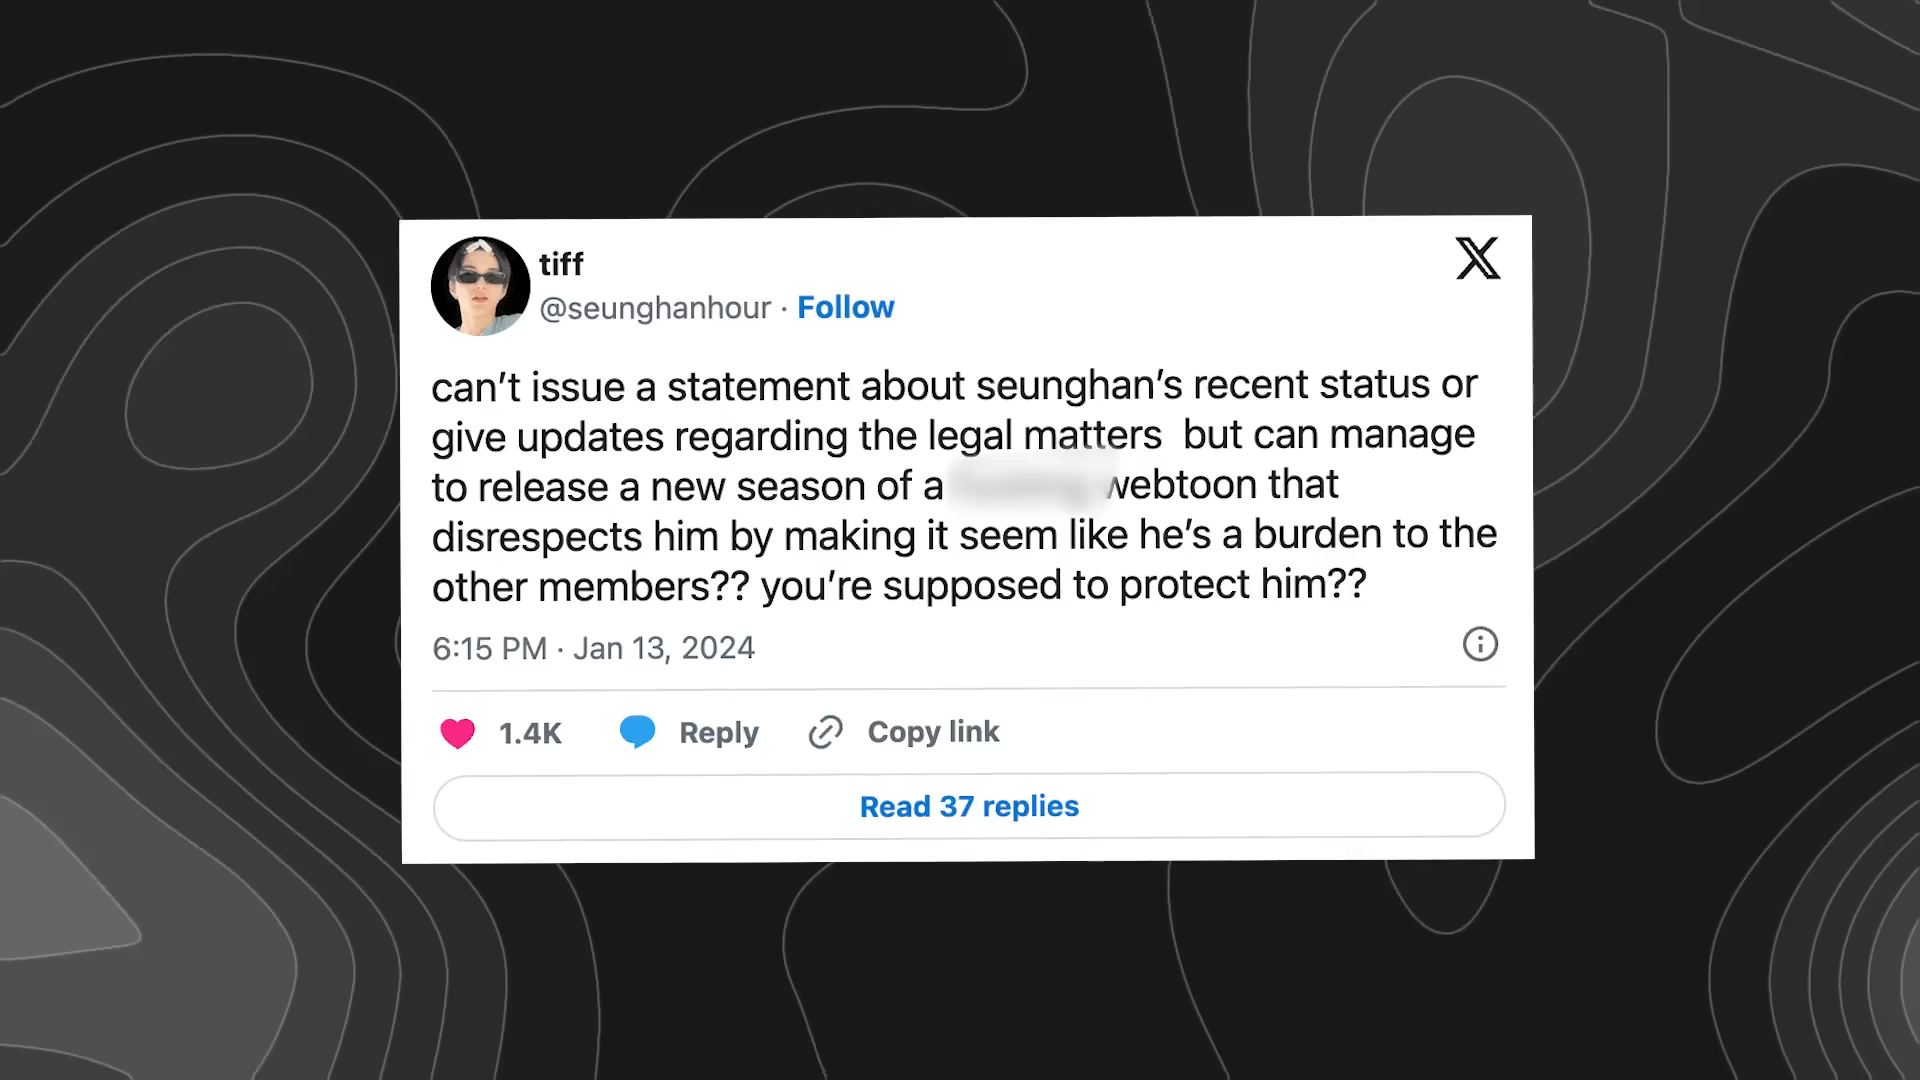 tiff
@seunghanhour · Follow
can't issue a statement about seunghan's recent status or
give updates regarding the legal matters but can manage
to release a new season of a webtoon that
disrespects him by making it seem like he's a burden to the
other members?? you're supposed to protect him??
6:15 PM · Jan 13, 2024
1.4K Reply Copy link
Read 37 replies